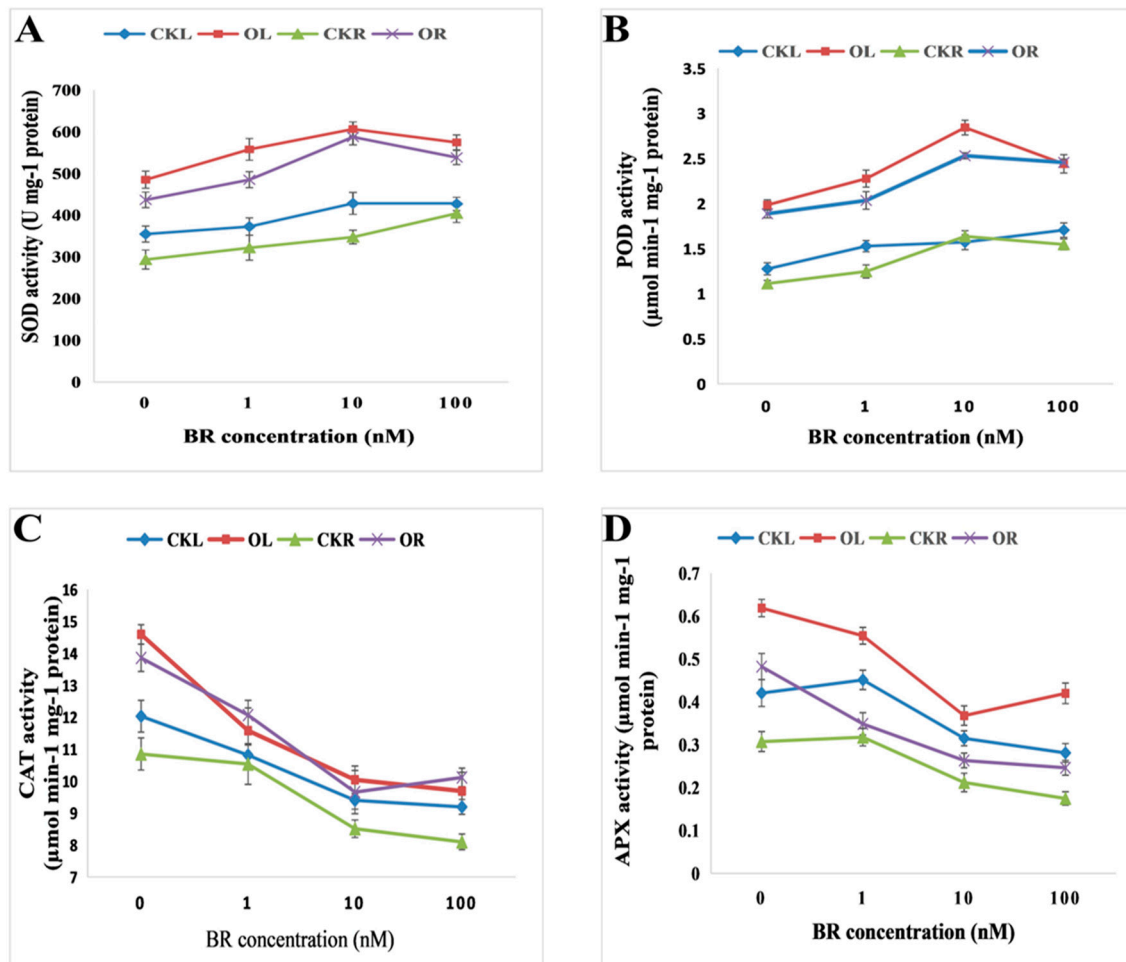 A
CKL OL CKR OR
SOD activity (U mg-1 protein)
700
600
500
400
300
200
100
0
0 1 10 100
BR concentration (nM)
B
CKL OL CKR OR
POD activity
(μmol min-1 mg-1 protein)
3.5
3
2.5
2
1.5
1
0.5
0
0 1 10 100
BR concentration (nM)
C
CKL OL CKR OR
CAT activity
(μmol min-1 mg-1 protein)
16
15
14
13
12
11
10
9
8
7
0 1 10 100
BR concentration (nM)
D
CKL OL CKR OR
APX activity (μmol min-1 mg-1
protein)
0.7
0.6
0.5
0.4
0.3
0.2
0.1
0
0 1 10 100
BR concentration (nM)